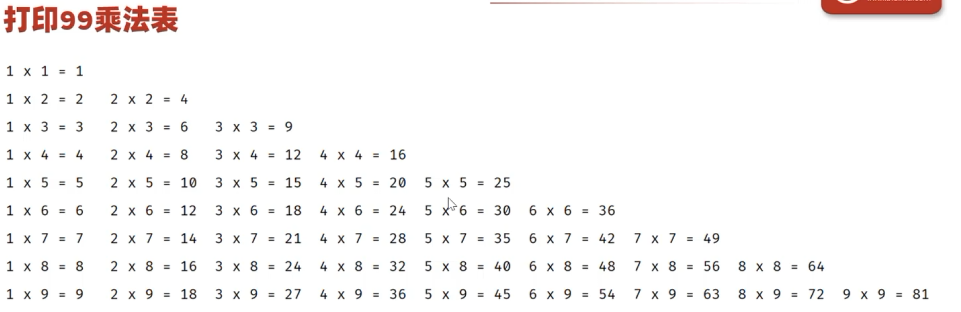 打印99乘法表
1 x 1 = 1
1 x 2 = 2 2 x 2 = 4
1 x 3 = 3 2 x 3 = 6 3 x 3 = 9
1 x 4 = 4 2 x 4 = 8 3 x 4 = 12 4 x 4 = 16
1 x 5 = 5 2 x 5 = 10 3 x 5 = 15 4 x 5 = 20 5 x 5 = 25
1 x 6 = 6 2 x 6 = 12 3 x 6 = 18 4 x 6 = 24 5 x 6 = 30 6 x 6 = 36
1 x 7 = 7 2 x 7 = 14 3 x 7 = 21 4 x 7 = 28 5 x 7 = 35 6 x 7 = 42 7 x 7 = 49
1 x 8 = 8 2 x 8 = 16 3 x 8 = 24 4 x 8 = 32 5 x 8 = 40 6 x 8 = 48 7 x 8 = 56 8 x 8 = 64
1 x 9 = 9 2 x 9 = 18 3 x 9 = 27 4 x 9 = 36 5 x 9 = 45 6 x 9 = 54 7 x 9 = 63 8 x 9 = 72 9 x 9 = 81